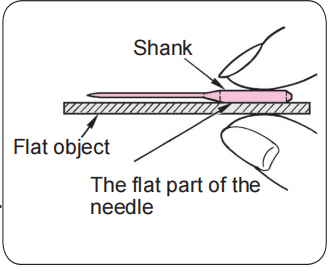 Shank
Flat object
The flat part of the
needle